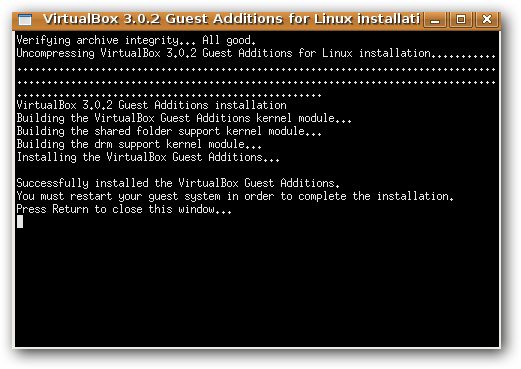 VirtualBox 3.0.2 Guest Additions for Linux installati
Verifying archive integrity... All good.
Uncompressing VirtualBox 3.0.2 Guest Additions for Linux installation...........
................................................................................
................................................................................
...................................................
VirtualBox 3.0.2 Guest Additions installation
Building the VirtualBox Guest Additions kernel module...
Building the shared folder support kernel module...
Building the drm support kernel module...
Installing the VirtualBox Guest Additions...
Successfully installed the VirtualBox Guest Additions.
You must restart your guest system in order to complete the installation.
Press Return to close this window...